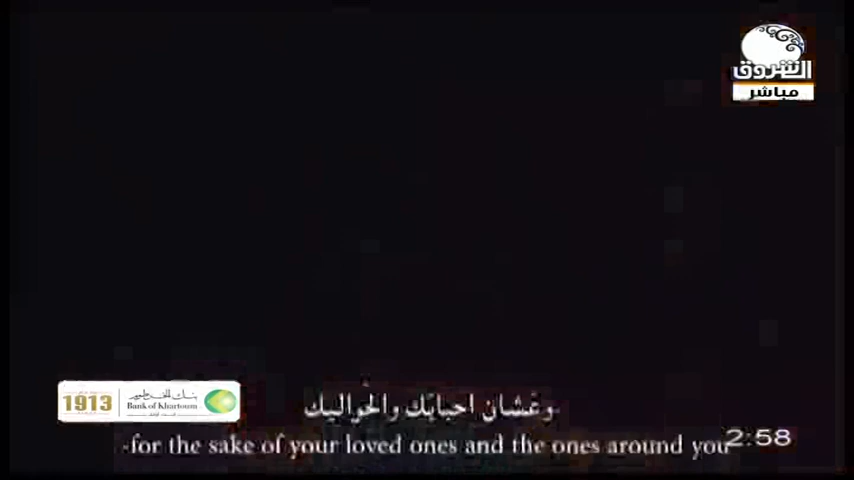 الشروق
مباشر
1913
بنك الخرطوم
Bank of Khartoum
وعشان احبابك والحواليك
-for the sake of your loved ones and the ones around you
2:58